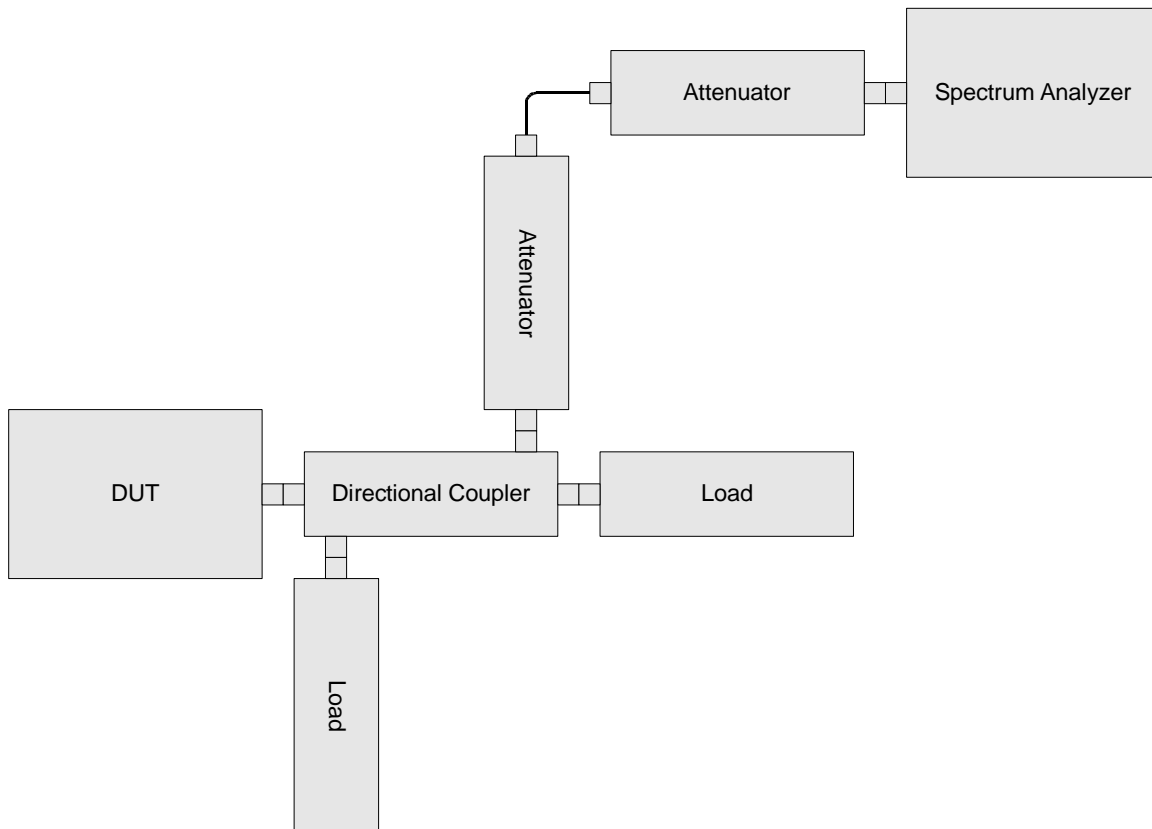 Attenuator
Spectrum Analyzer
Attenuator
DUT
Directional Coupler
Load
Load